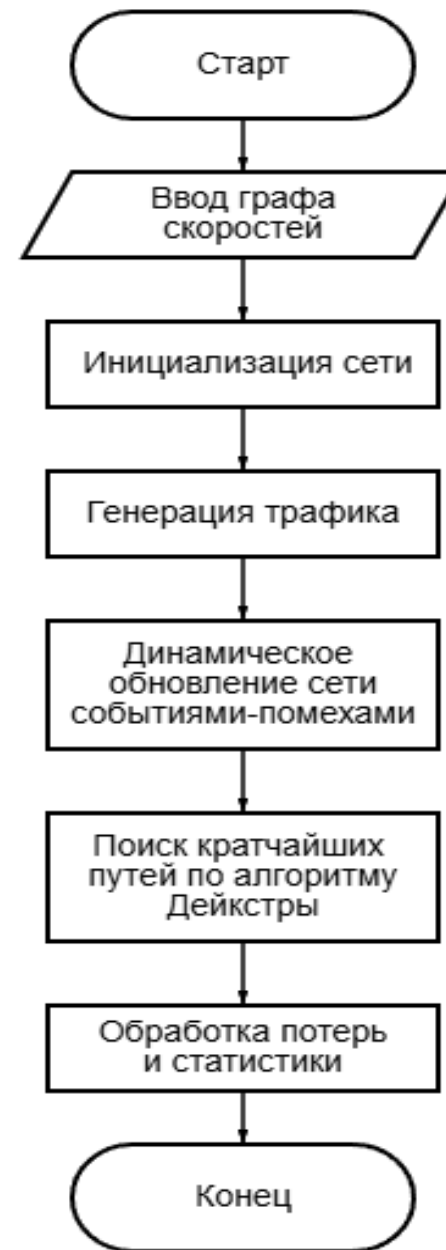 Старт
Ввод графа
скоростей
Инициализация сети
Генерация трафика
Динамическое
обновление сети
событиями-помехами
Поиск кратчайших
путей по алгоритму
Дейкстры
Обработка потерь
и статистики
Конец